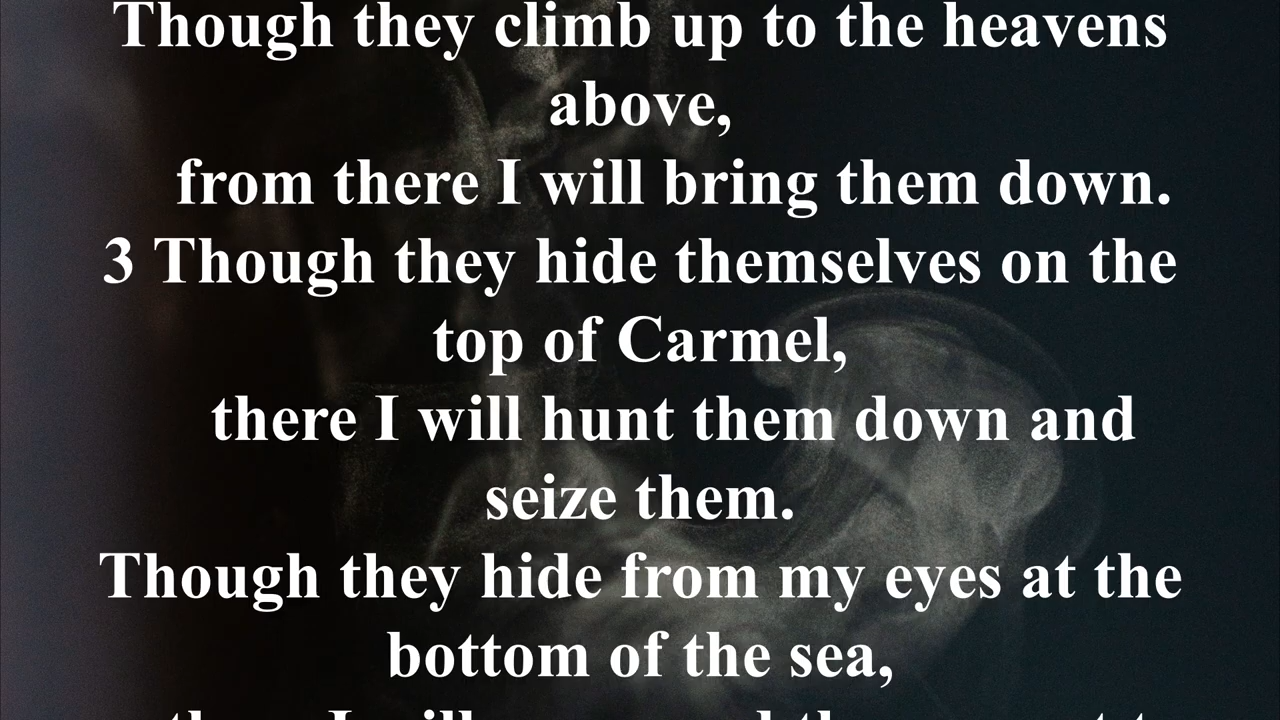 Though they climb up to the heavens
above,
from there I will bring them down.
3 Though they hide themselves on the
top of Carmel,
there I will hunt them down and
seize them.
Though they hide from my eyes at the
bottom of the sea,